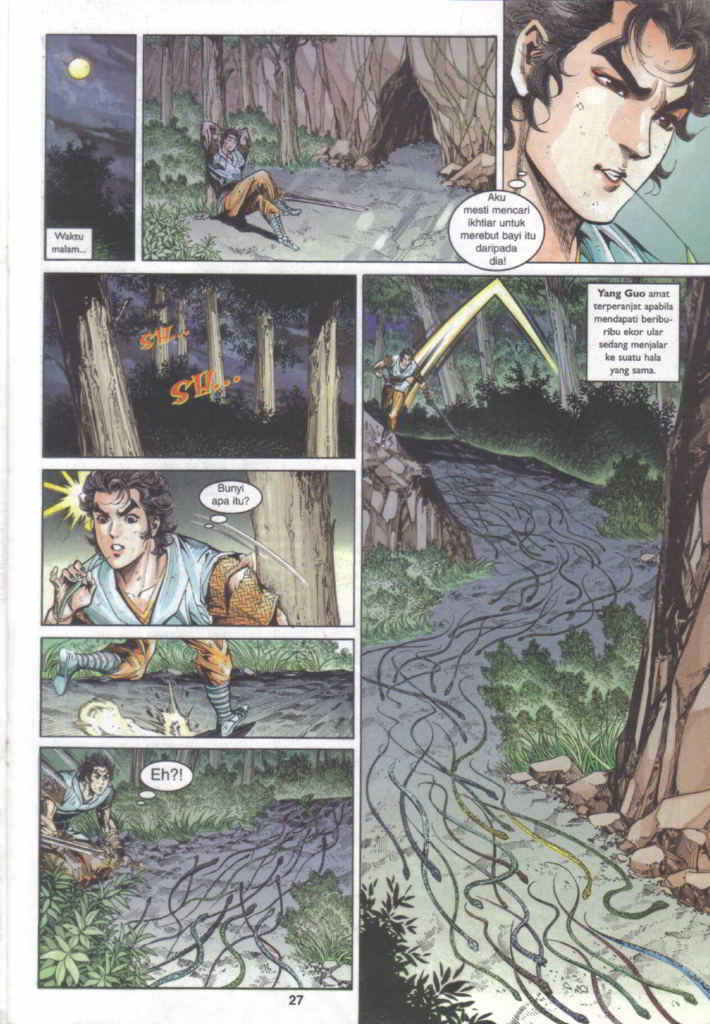 Waktu
malam...
Aku
mesti mencari
ikhtiar untuk
merebut bayi itu
daripada
dia!
SH...
SH...
Yang Guo amat
terperanjat apabila
mendapati beribu-
ribu ekor ular
sedang menjalar
ke suatu hala
yang sama.
Bunyi
apa itu?
Eh?!
27